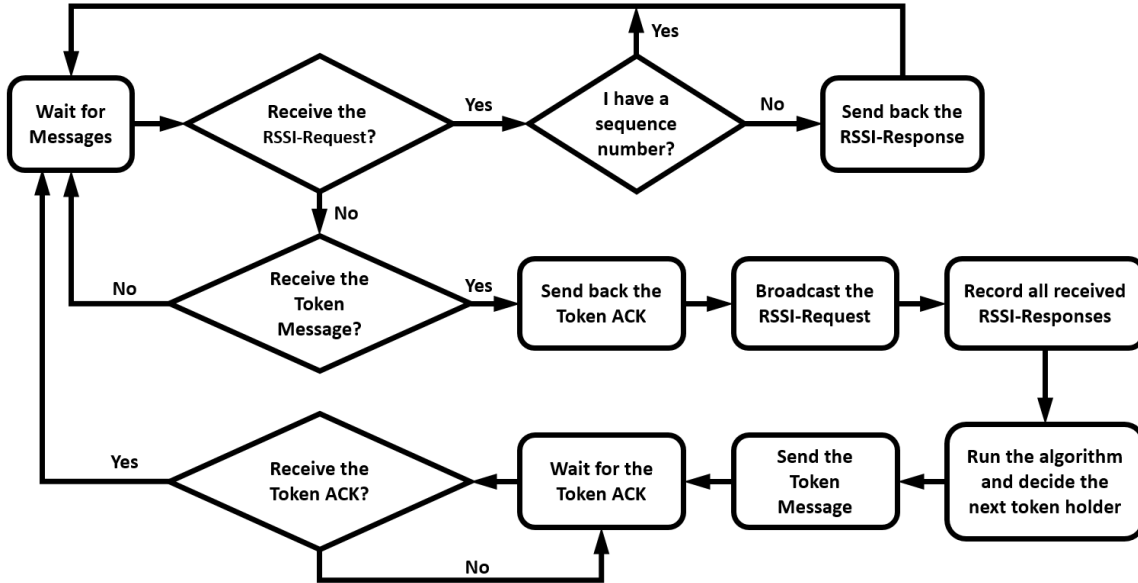 Yes
Wait for
Messages
Receive the
RSSI-Request?
Yes
I have a
sequence
number?
No
Send back the
RSSI-Response
No
Receive the
Token
Message?
No
Yes
Send back the
Token ACK
Broadcast the
RSSI-Request
Record all received
RSSI-Responses
Run the algorithm
and decide the
next token holder
Send the
Token
Message
Wait for the
Token ACK
Receive the
Token ACK?
Yes
No